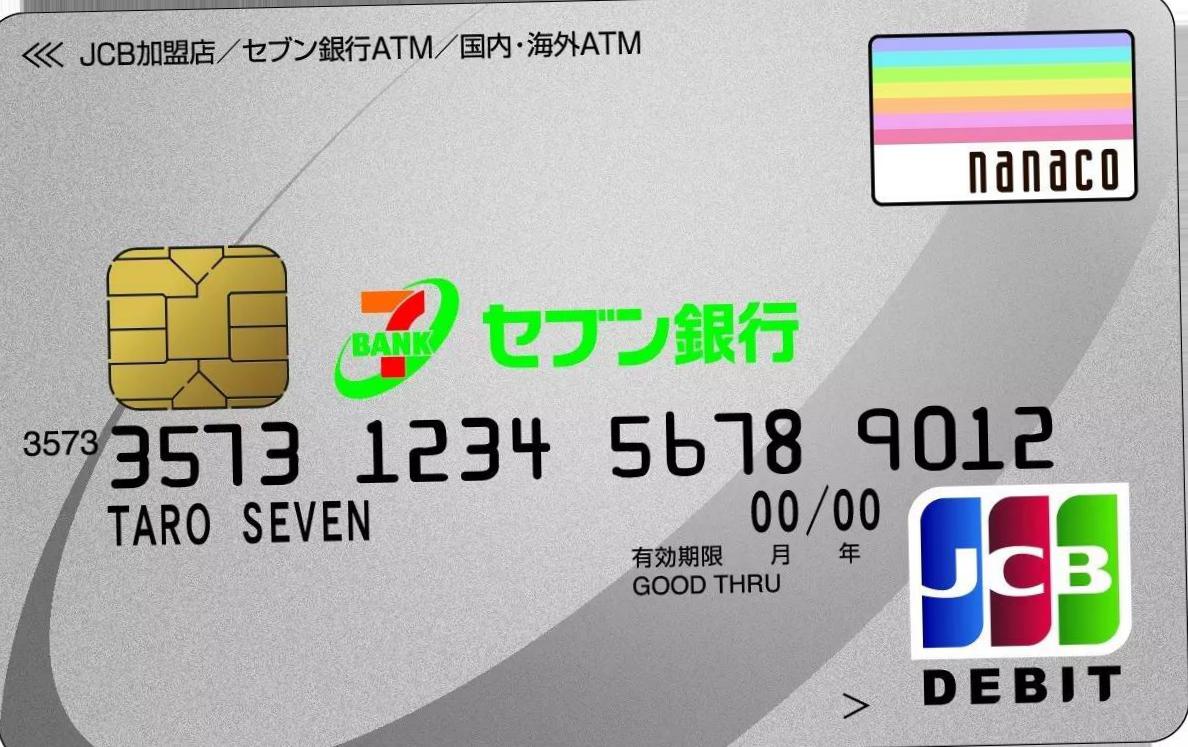 <<< JCB加盟店／セブン銀行ATM／国内・海外ATM
nanaco
7 BANK セブン銀行
3573 3573 1234 5678 9012
TARO SEVEN
00/00
有効期限 月 年
GOOD THRU
JCB
DEBIT
>